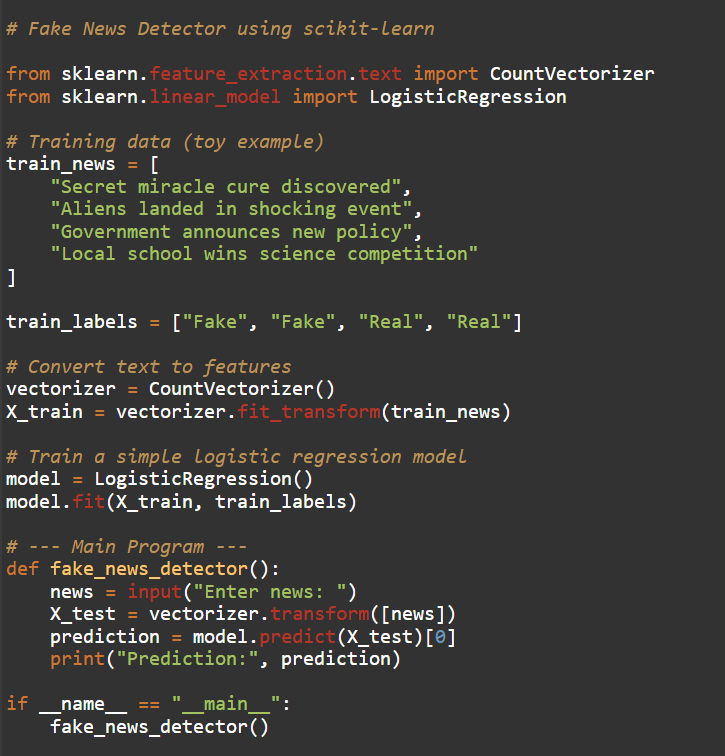 # Fake News Detector using scikit-learn
from sklearn.feature_extraction.text import CountVectorizer
from sklearn.linear_model import LogisticRegression
# Training data (toy example)
train_news = [
    "Secret miracle cure discovered",
    "Aliens landed in shocking event",
    "Government announces new policy",
    "Local school wins science competition"
]
train_labels = ["Fake", "Fake", "Real", "Real"]
# Convert text to features
vectorizer = CountVectorizer()
X_train = vectorizer.fit_transform(train_news)
# Train a simple logistic regression model
model = LogisticRegression()
model.fit(X_train, train_labels)
# --- Main Program ---
def fake_news_detector():
    news = input("Enter news: ")
    X_test = vectorizer.transform([news])
    prediction = model.predict(X_test)[0]
    print("Prediction:", prediction)
if __name__ == "__main__":
    fake_news_detector()